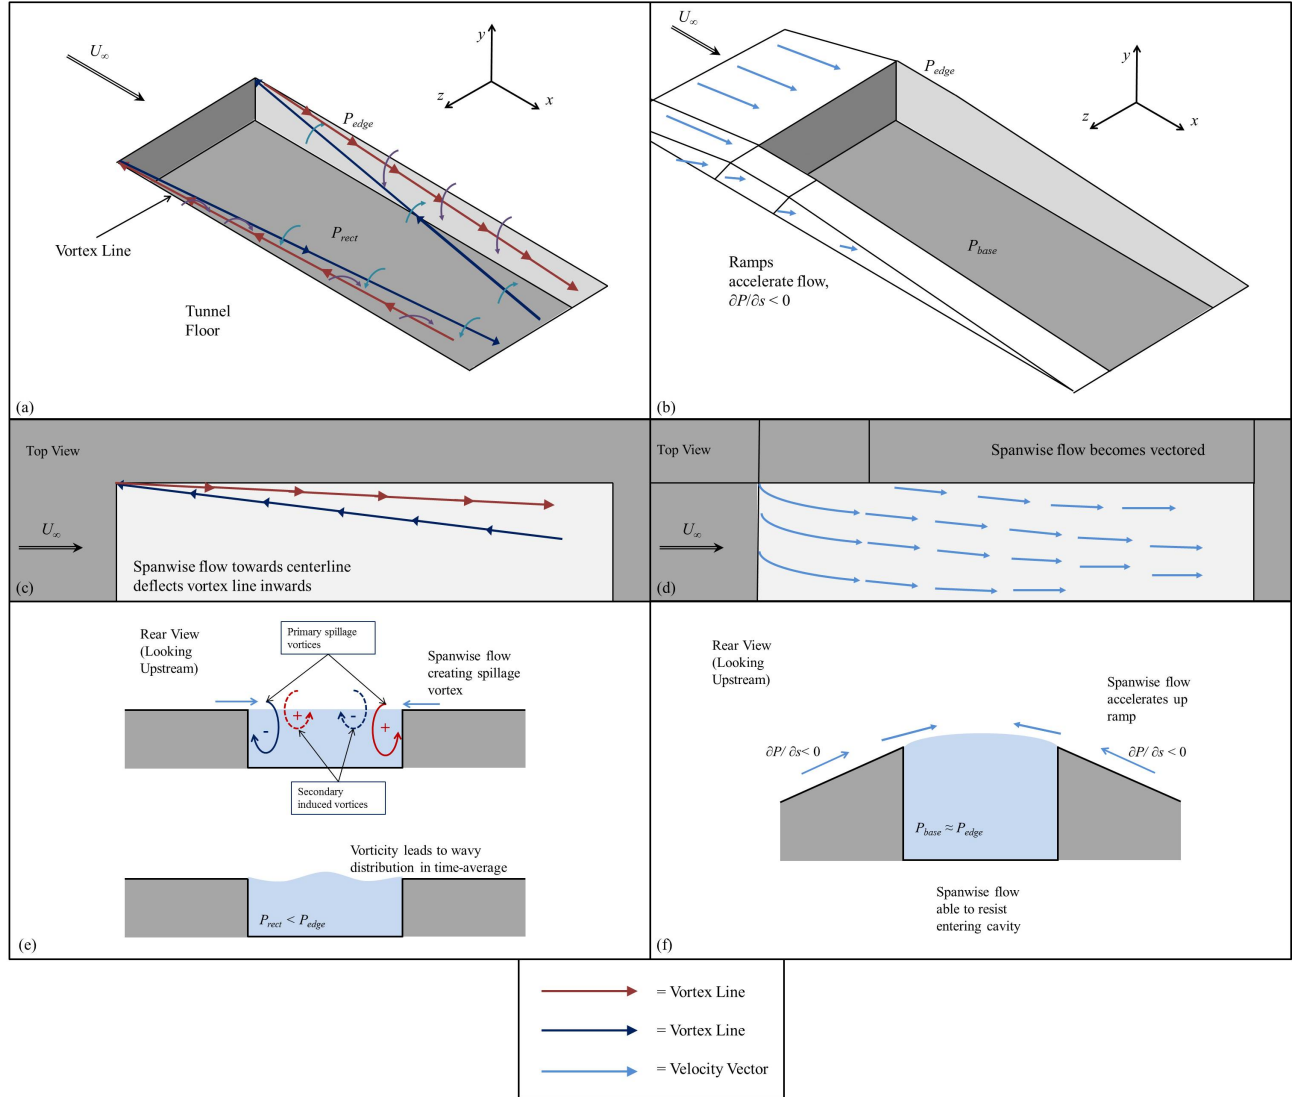 U∞
y
z
x
P_edge
P_rect
Vortex Line
Tunnel
Floor
(a)
U∞
P_edge
y
z
x
P_base
Ramps
accelerate flow,
∂P/∂s < 0
(b)
Top View
U∞
Spanwise flow towards centerline
deflects vortex line inwards
(c)
Top View
Spanwise flow becomes vectored
U∞
(d)
Rear View
(Looking
Upstream)
Primary spillage
vortices
Spanwise flow
creating spillage
vortex
-
+
-
+
Secondary
induced vortices
Vorticity leads to wavy
distribution in time-average
P_rect < P_edge
(e)
Rear View
(Looking
Upstream)
Spanwise flow
accelerates up
ramp
∂P/ ∂s< 0
∂P/ ∂s < 0
P_base ≈ P_edge
Spanwise flow
able to resist
entering cavity
(f)
= Vortex Line
= Vortex Line
= Velocity Vector